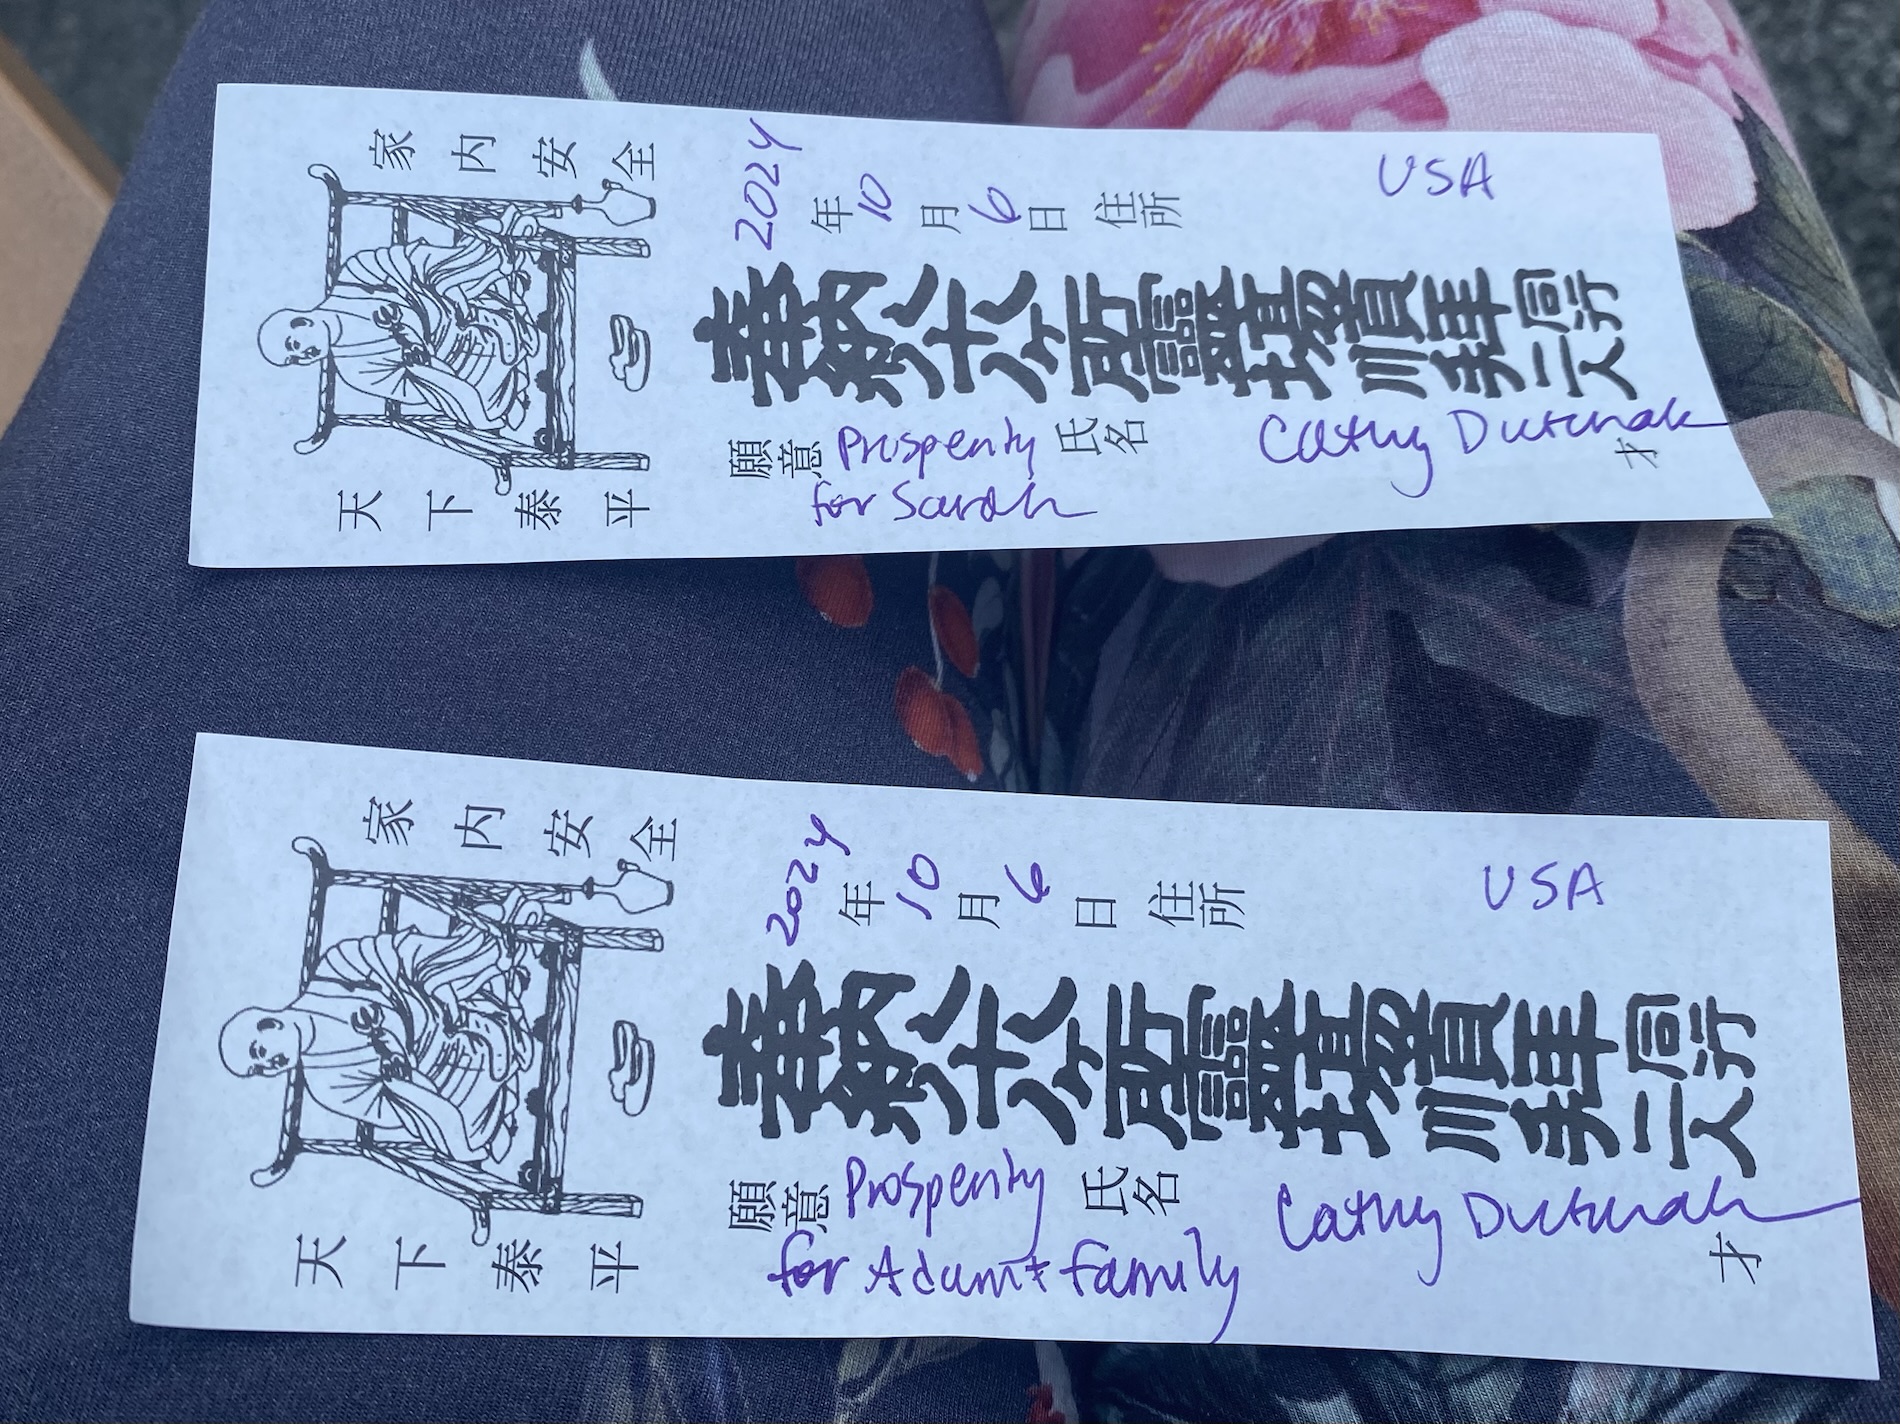 家内安全
2024年10月6日 住所 USA
奉納八十八ヶ所靈場順拜同行二人
天下泰平
願意 Prosperity 氏名 Cathy 才
for Sarah
家内安全
2024年10月6日 住所 USA
奉納八十八ヶ所靈場順拜同行二人
天下泰平
願意 Prosperity 氏名 Cathy 才
for Adam + family